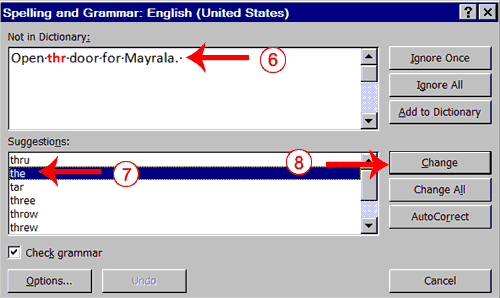 Spelling and Grammar: English (United States)
Not in Dictionary:
Open·thr·door·for·Mayrala.·
6
Ignore Once
Ignore All
Add to Dictionary
Suggestions:
thru
the
tar
three
throw
threw
7
8
Change
Change All
AutoCorrect
Check grammar
Options...
Undo
Cancel